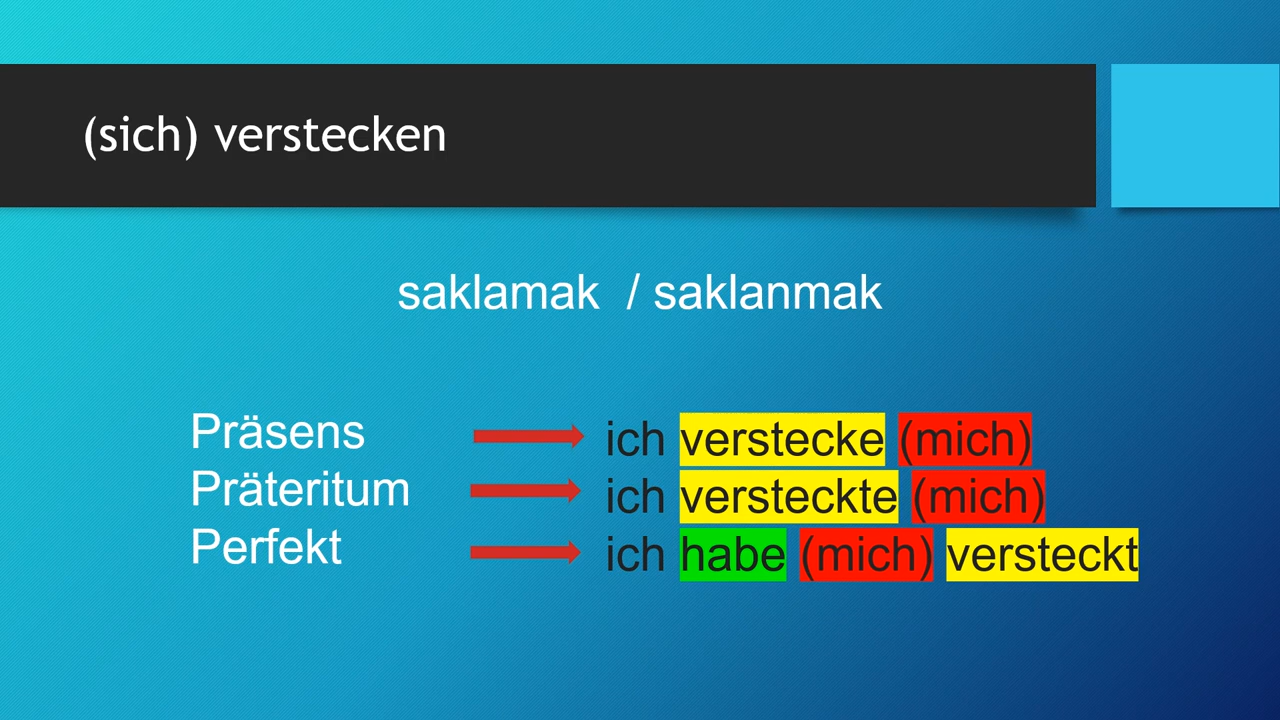 (sich) verstecken
saklamak / saklanmak
Präsens ich verstecke (mich)
Präteritum ich versteckte (mich)
Perfekt ich habe (mich) versteckt